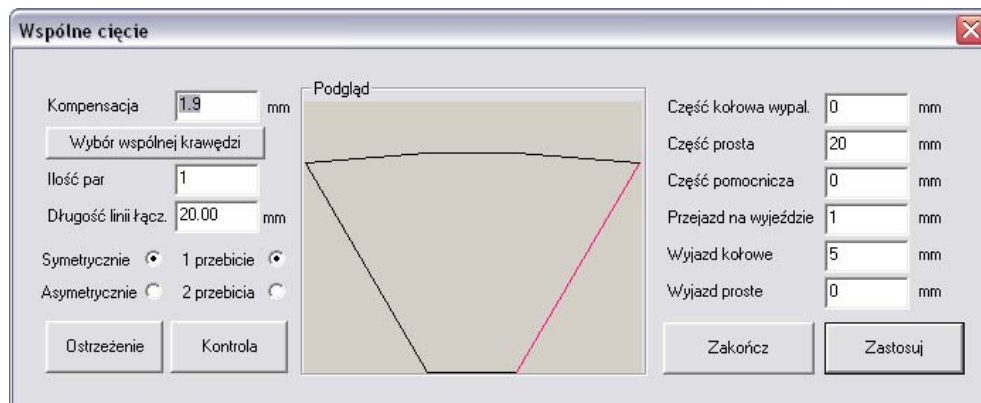 Wspólne cięcie
Kompensacja 1.9 mm
Wybór wspólnej krawędzi
Ilość par 1
Długość linii łącz. 20.00 mm
Symetrycznie 1 przebicie
Asymetrycznie 2 przebicia
Ostrzeżenie Kontrola
Podgląd
Część kołowa wypal. 0 mm
Część prosta 20 mm
Część pomocnicza 0 mm
Przejazd na wyjeździe 1 mm
Wyjazd kołowe 5 mm
Wyjazd proste 0 mm
Zakończ Zastosuj